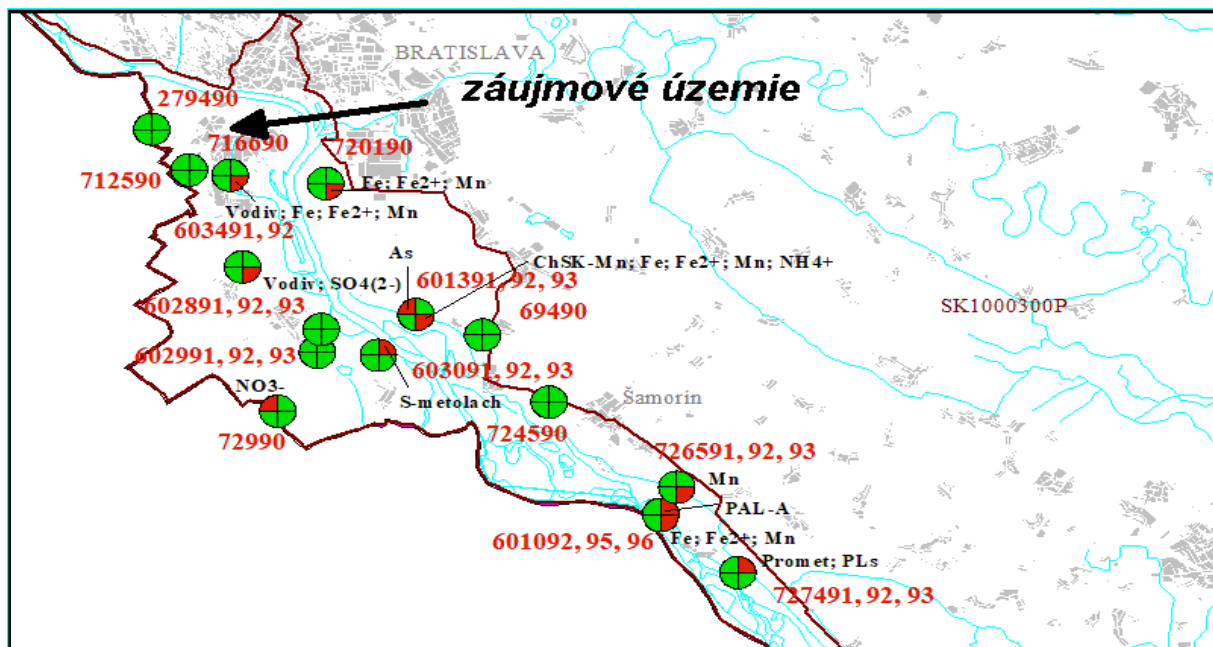 BRATISLAVA
záujmové územie
279490
716690
720190
712590
Fe; Fe2+; Mn
Vodiv; Fe; Fe2+; Mn
603491, 92
As
ChSK-Mn; Fe; Fe2+; Mn; NH4+
Vodiv; SO4(2-)
601391, 92, 93
602891, 92, 93
69490
SK1000300P
602991, 92, 93
603091, 92, 93
NO3-
S-metolach
Šamorín
72990
724590
726591, 92, 93
Mn
PAL-A
601092, 95, 96
Fe; Fe2+; Mn
Promet; PLs
727491, 92, 93